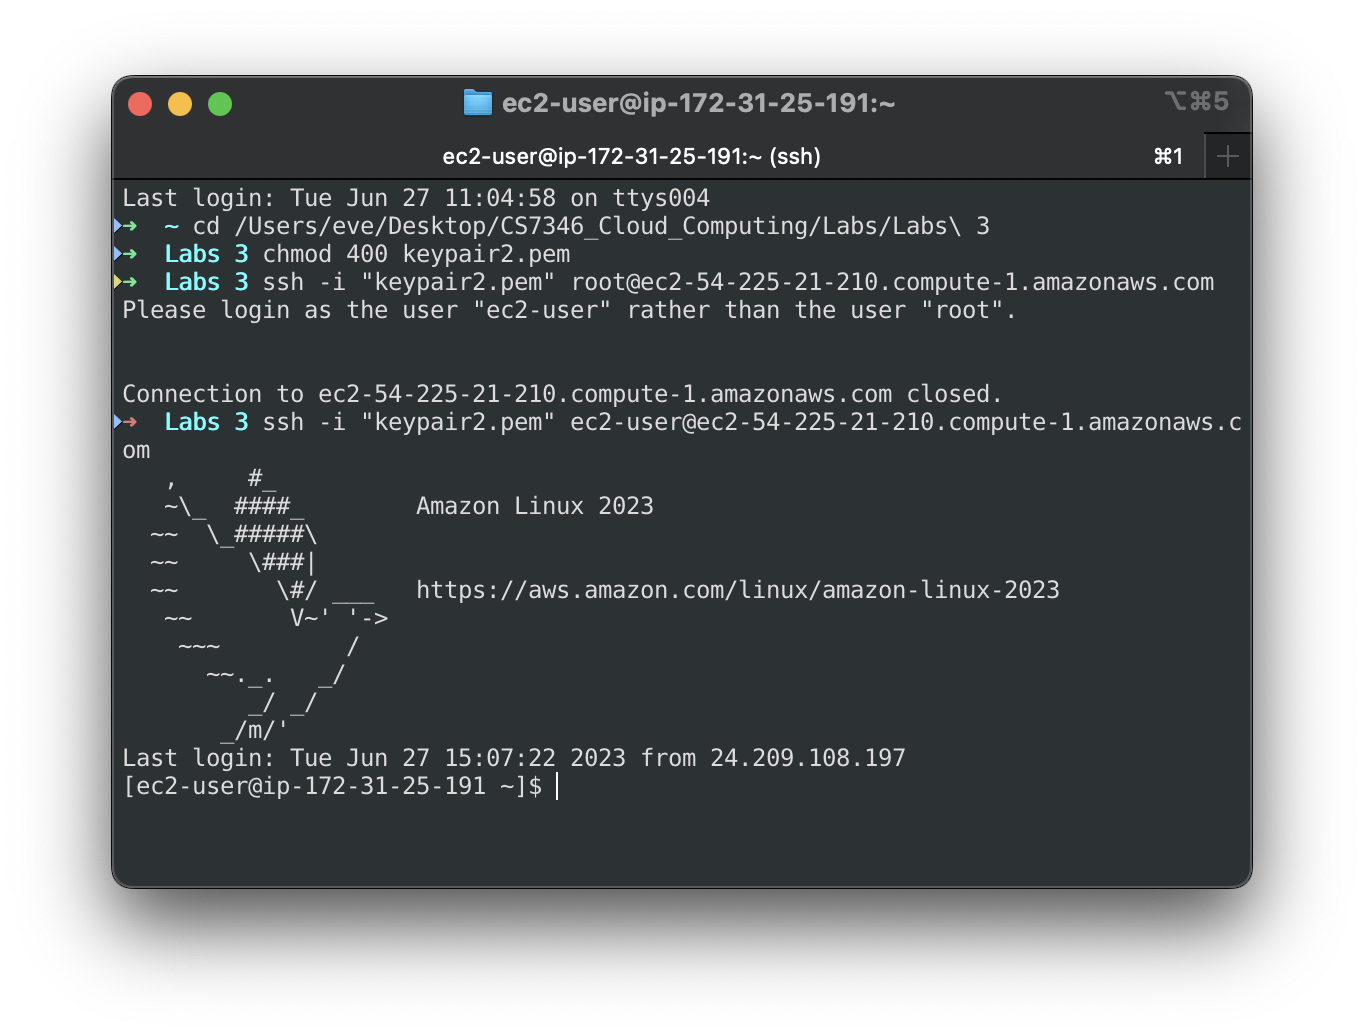 ec2-user@ip-172-31-25-191:~ ⌥⌘5
ec2-user@ip-172-31-25-191:~ (ssh) ⌘1 +
Last login: Tue Jun 27 11:04:58 on ttys004
➜  ~ cd /Users/eve/Desktop/CS7346_Cloud_Computing/Labs/Labs\ 3
➜  Labs 3 chmod 400 keypair2.pem
➜  Labs 3 ssh -i "keypair2.pem" root@ec2-54-225-21-210.compute-1.amazonaws.com
Please login as the user "ec2-user" rather than the user "root".
Connection to ec2-54-225-21-210.compute-1.amazonaws.com closed.
➜  Labs 3 ssh -i "keypair2.pem" ec2-user@ec2-54-225-21-210.compute-1.amazonaws.c
om
   ,     #_
   ~\_  ####_        Amazon Linux 2023
  ~~  \_#####\
  ~~     \###|
  ~~       \#/ ___   https://aws.amazon.com/linux/amazon-linux-2023
   ~~       V~' '->
    ~~~         /
      ~~._.   _/
         _/ _/
       _/m/'
Last login: Tue Jun 27 15:07:22 2023 from 24.209.108.197
[ec2-user@ip-172-31-25-191 ~]$